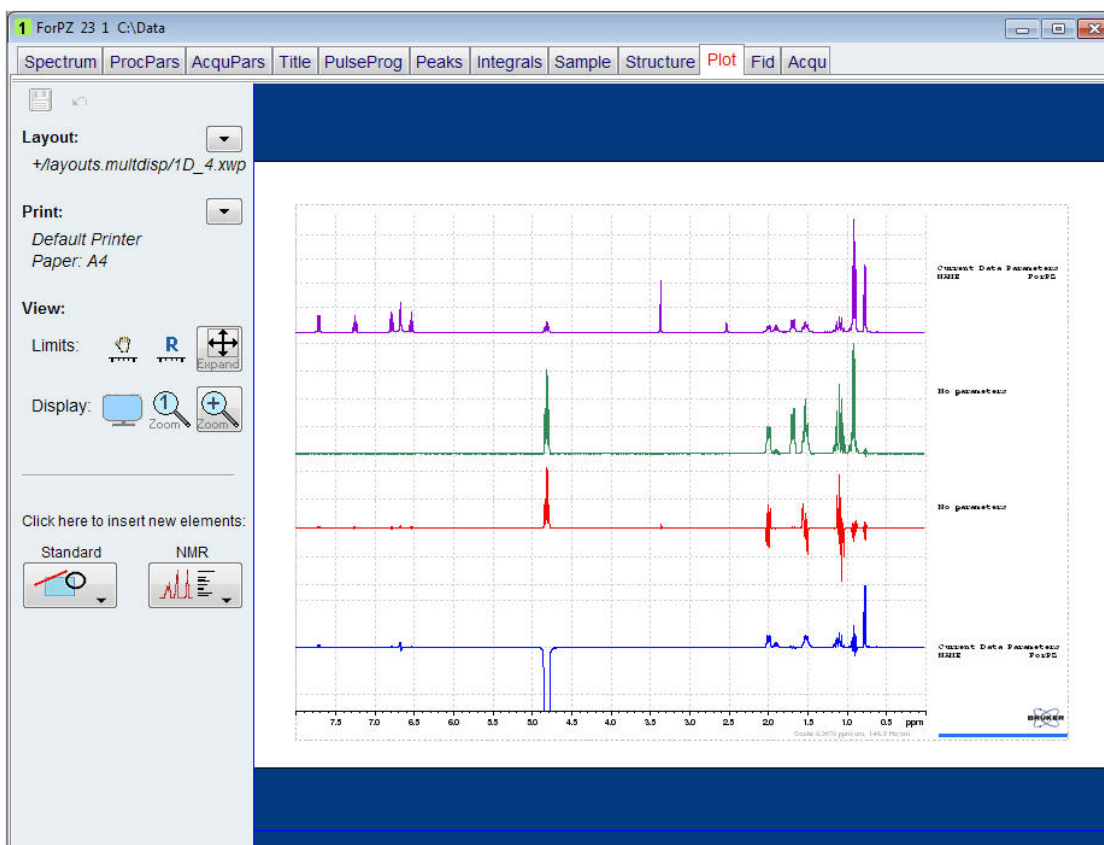 1 ForPZ 23 1 C:\Data
Spectrum ProcPars AcquPars Title PulseProg Peaks Integrals Sample Structure Plot Fid Acqu
Layout:
+/layouts.multdisp/1D_4.xwp
Print:
Default Printer
Paper: A4
View:
Limits:
R
Expand
Display:
1
Zoom
Zoom
Click here to insert new elements:
Standard NMR
Current Data Parameters
NAME ForPZ
No parameters
No parameters
Current Data Parameters
NAME ForPZ
7.5 7.0 6.5 6.0 5.5 5.0 4.5 4.0 3.5 3.0 2.5 2.0 1.5 1.0 0.5 ppm
BRUKER